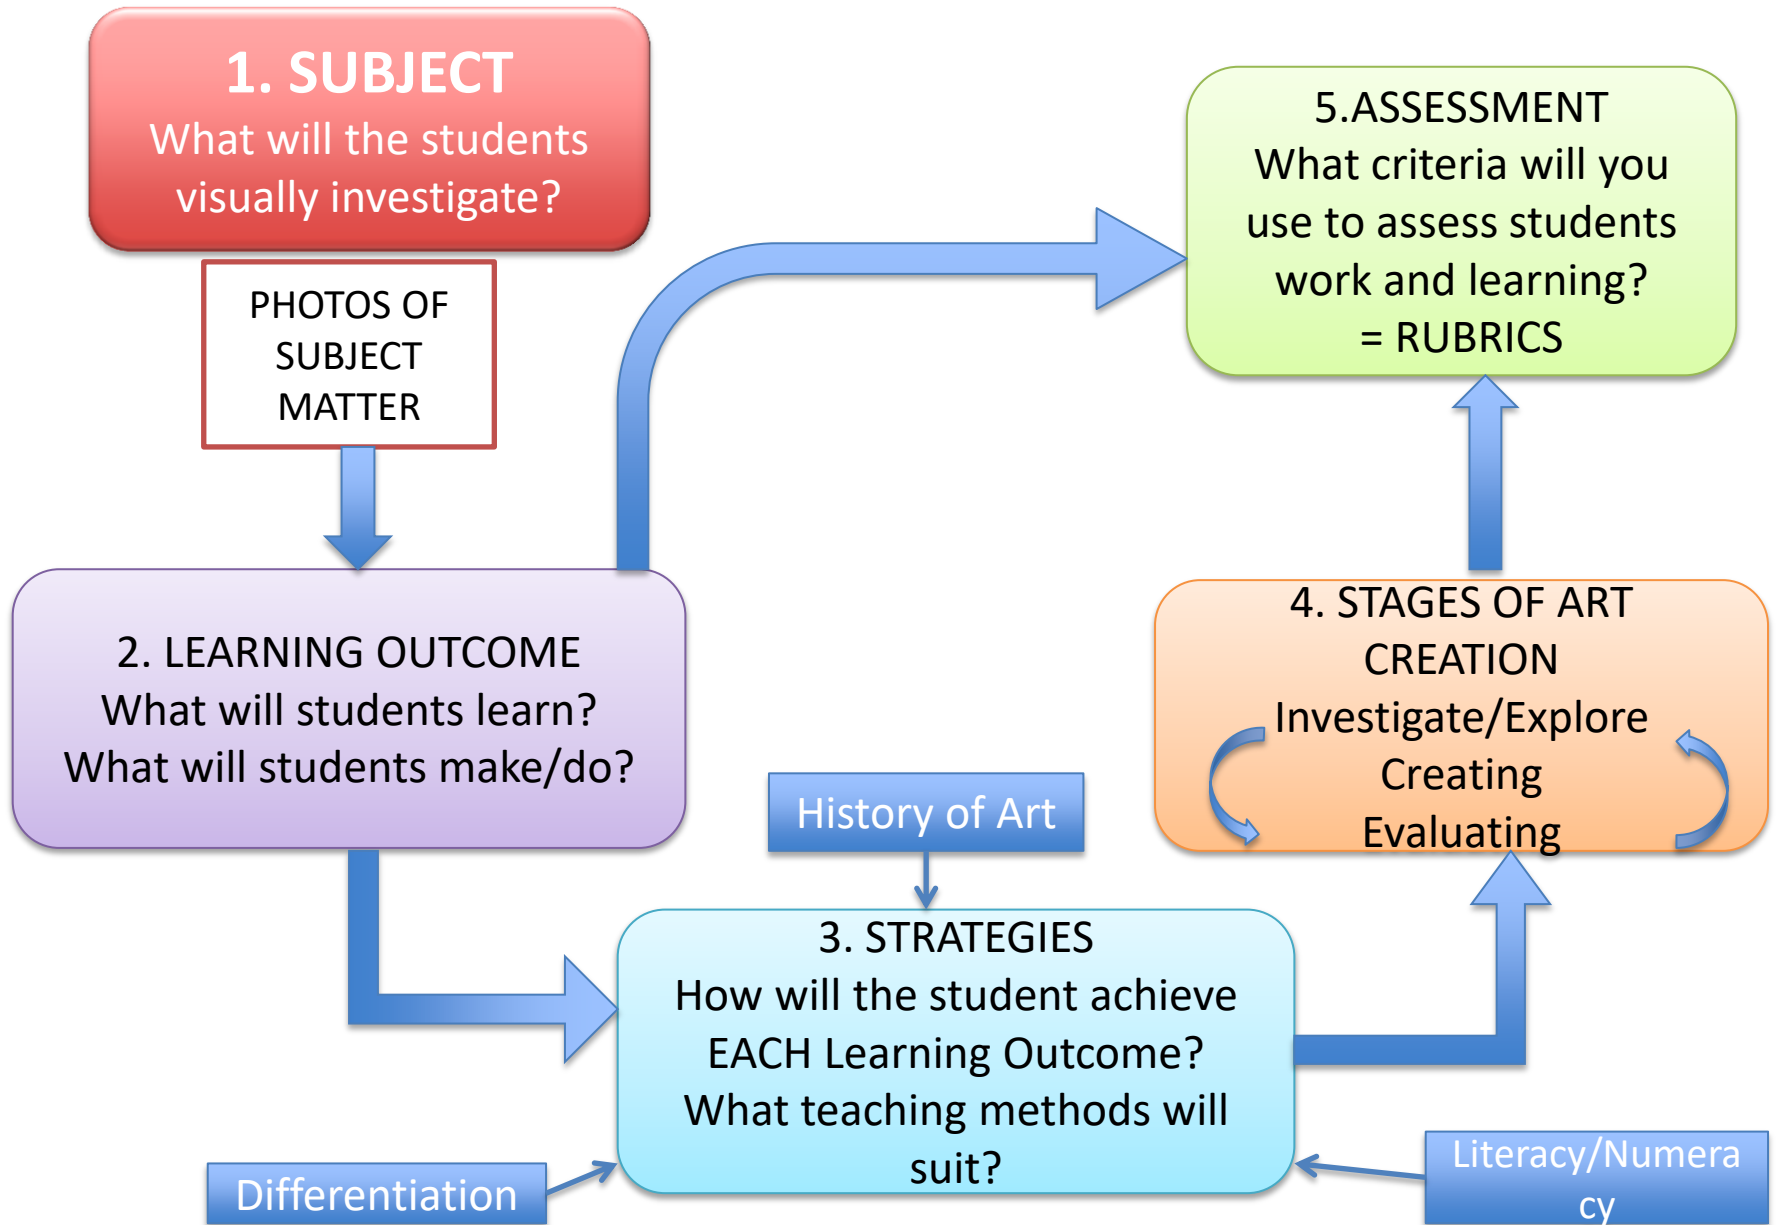 1. SUBJECT
What will the students
visually investigate?
PHOTOS OF
SUBJECT
MATTER
2. LEARNING OUTCOME
What will students learn?
What will students make/do?
History of Art
3. STRATEGIES
How will the student achieve
EACH Learning Outcome?
What teaching methods will
suit?
Differentiation
Literacy/Numera
cy
4. STAGES OF ART
CREATION
Investigate/Explore
Creating
Evaluating
5.ASSESSMENT
What criteria will you
use to assess students
work and learning?
= RUBRICS